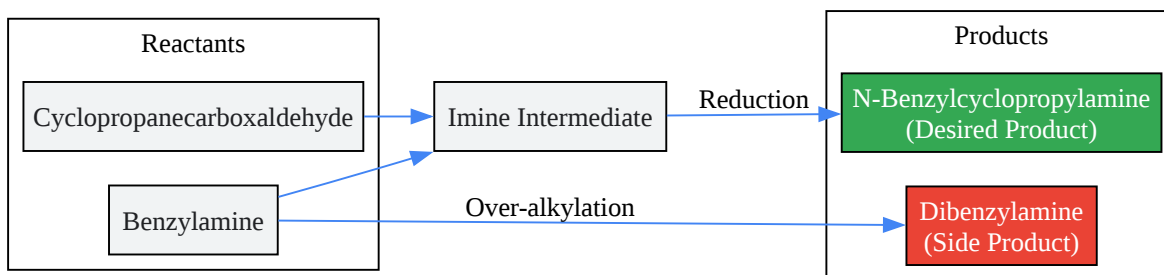 Reactants
Products
Cyclopropanecarboxaldehyde
Imine Intermediate
Reduction
N-Benzylcyclopropylamine
(Desired Product)
Benzylamine
Over-alkylation
Dibenzylamine
(Side Product)